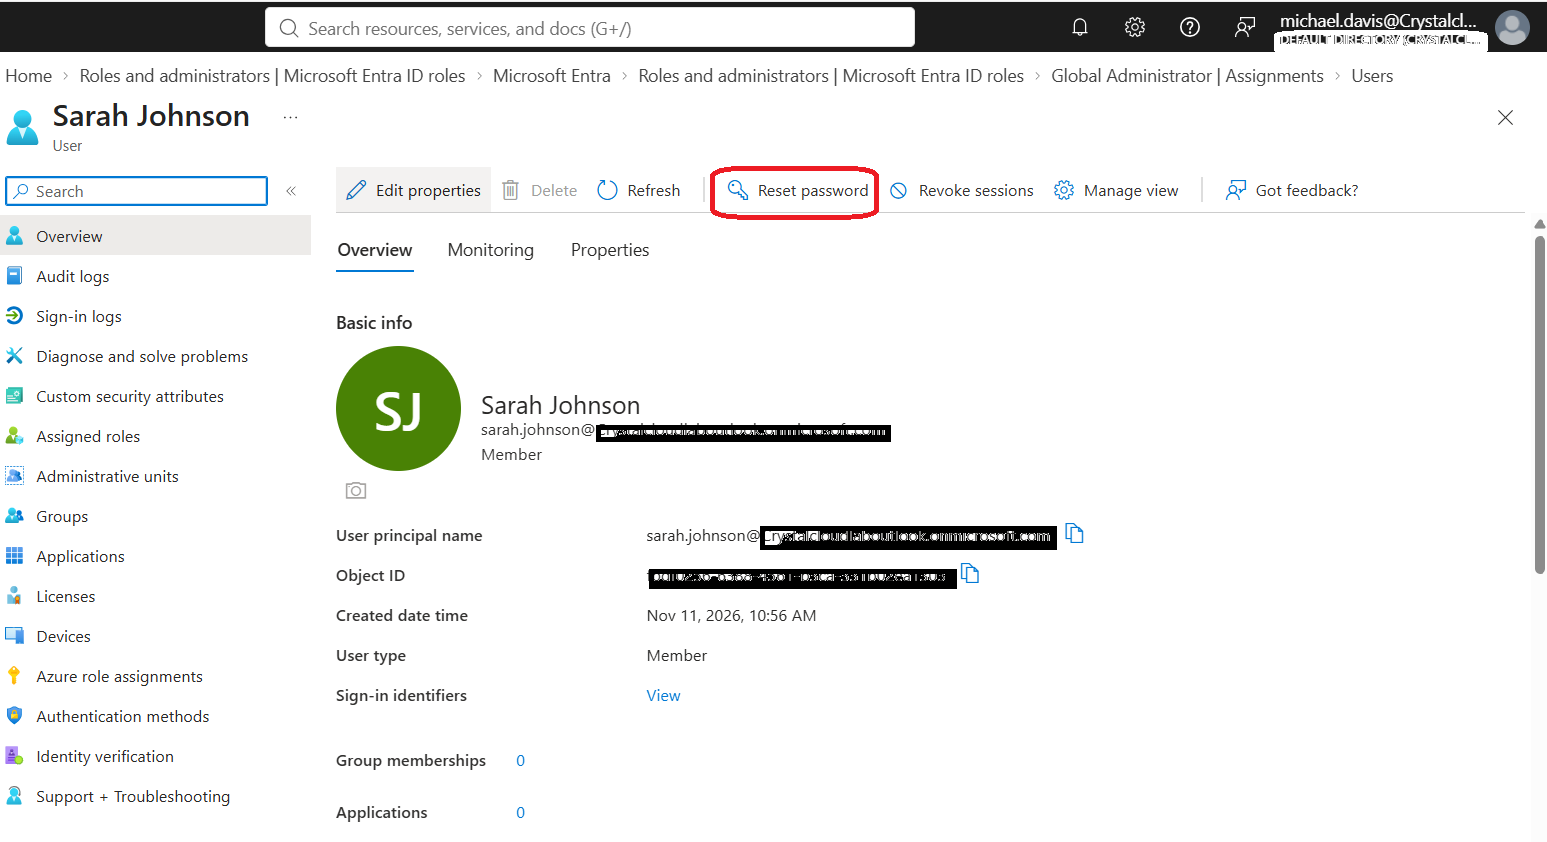 Search resources, services, and docs (G+/)
michael.davis@Crystalcl...
DEFAULT DIRECTORY (CRYSTALCL...
Home > Roles and administrators | Microsoft Entra ID roles > Microsoft Entra > Roles and administrators | Microsoft Entra ID roles > Global Administrator | Assignments > Users
Sarah Johnson ...
User
Search «
Edit properties Delete Refresh Reset password Revoke sessions Manage view Got feedback?
Overview
Audit logs
Sign-in logs
Diagnose and solve problems
Custom security attributes
Assigned roles
Administrative units
Groups
Applications
Licenses
Devices
Azure role assignments
Authentication methods
Identity verification
Support + Troubleshooting
Overview Monitoring Properties
Basic info
SJ
Sarah Johnson
sarah.johnson@
Member
User principal name sarah.johnson@
Object ID
Created date time Nov 11, 2026, 10:56 AM
User type Member
Sign-in identifiers View
Group memberships 0
Applications 0